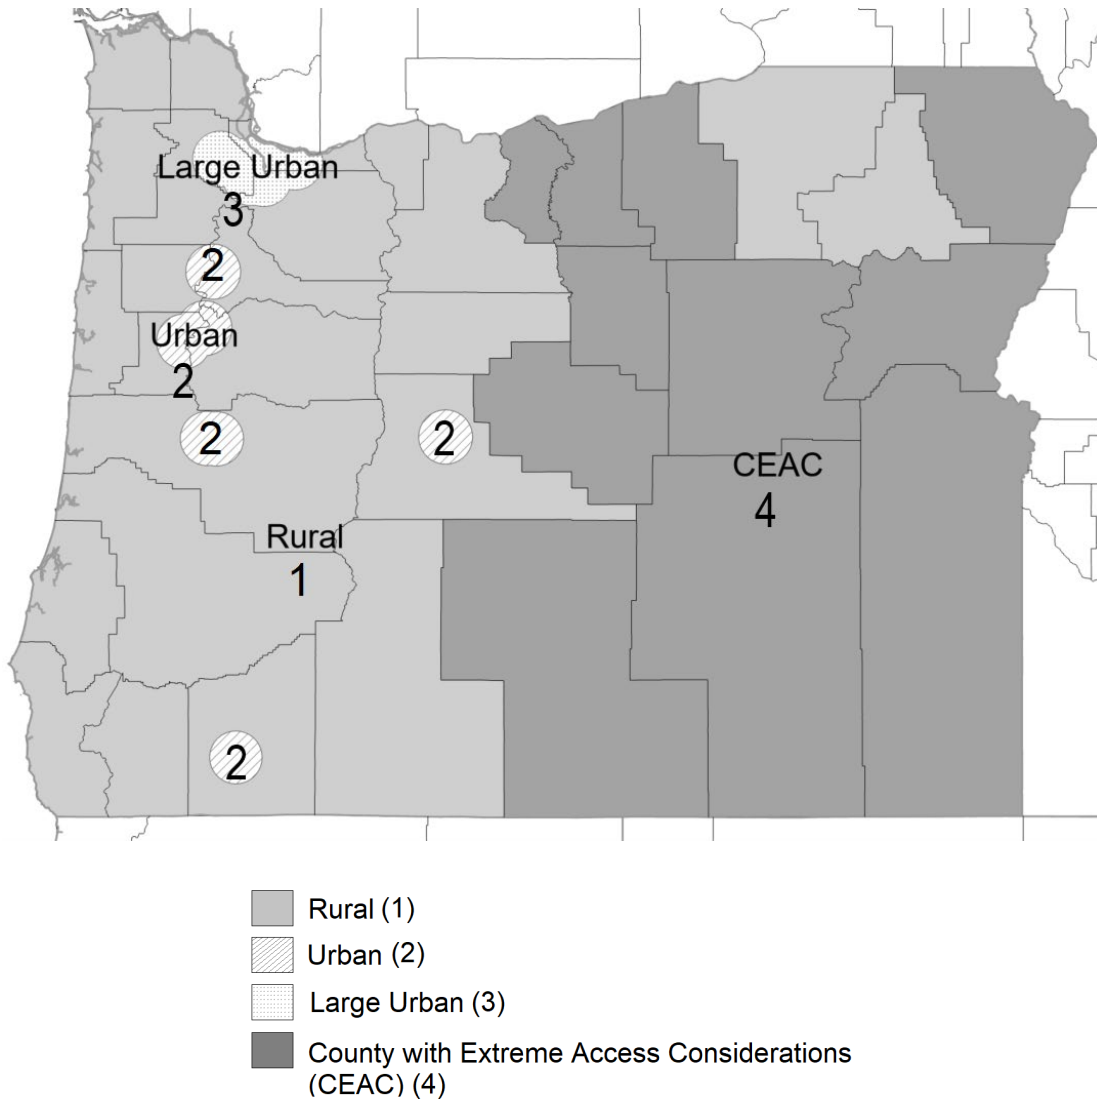 Large Urban
3
2
Urban
2
2
2
CEAC
4
Rural
1
2
Rural (1)
Urban (2)
Large Urban (3)
County with Extreme Access Considerations
(CEAC) (4)